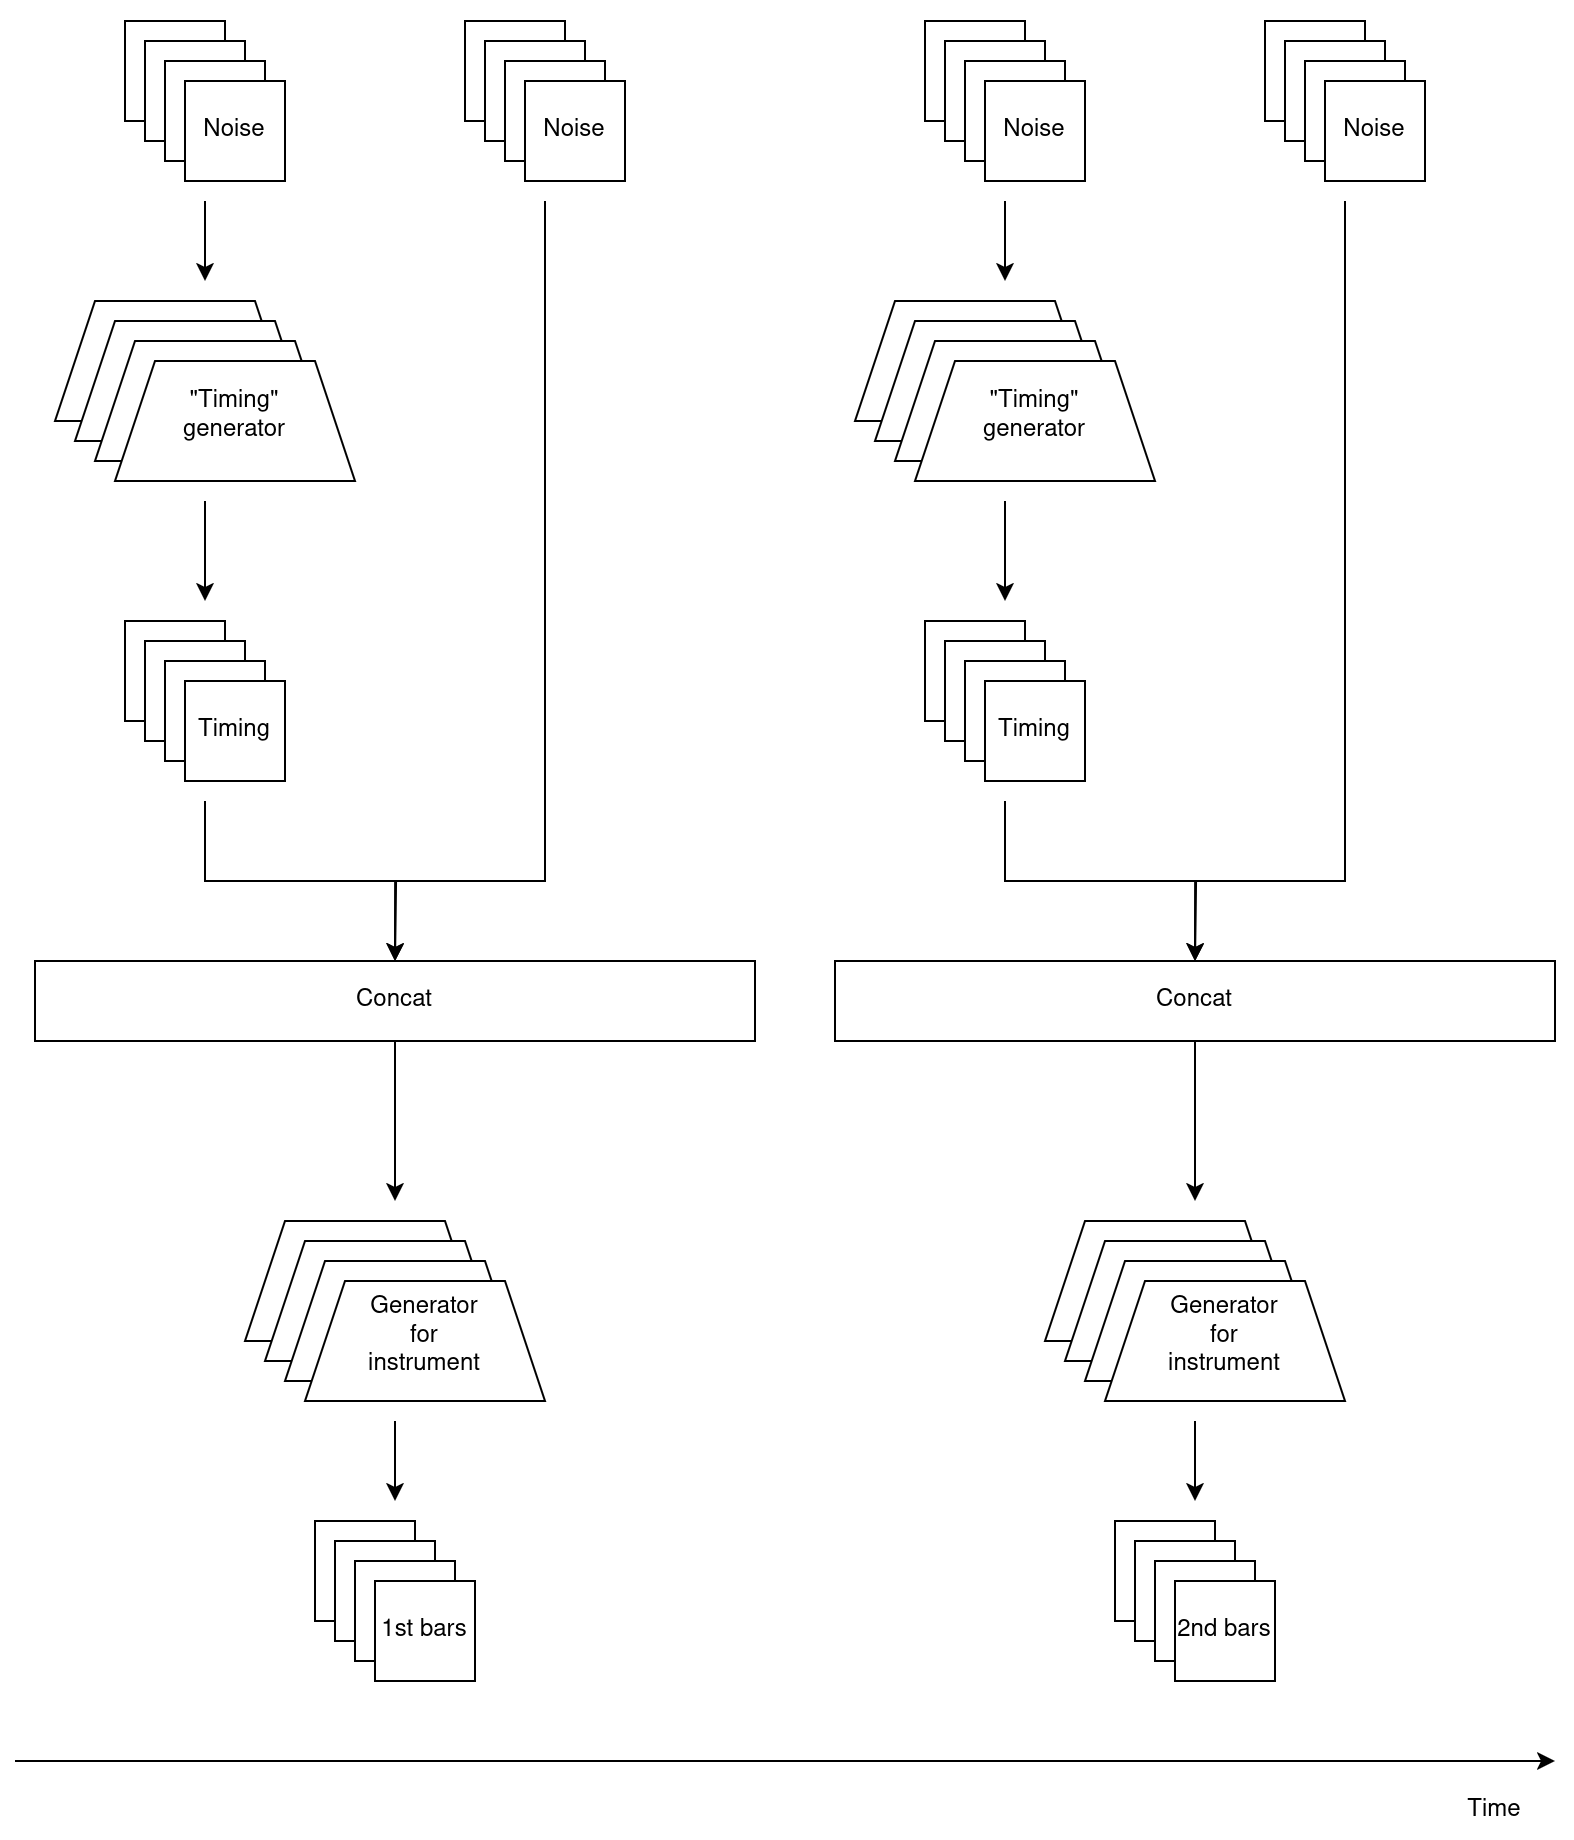 Noise
Noise
Noise
Noise
"Timing"
generator
"Timing"
generator
Timing
Timing
Concat
Concat
Generator
for
instrument
Generator
for
instrument
1st bars
2nd bars
Time